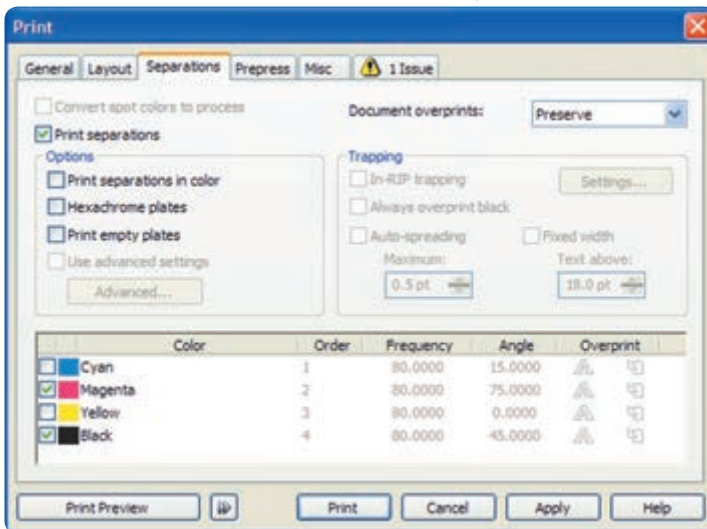 Print
General Layout Separations Prepress Misc 1 Issue
Convert spot colors to process
Document overprints: Preserve
Print separations
Options
Print separations in color
Hexachrome plates
Print empty plates
Use advanced settings
Advanced...
Trapping
In-RIP trapping Settings...
Always overprint black
Auto-spreading Fixed width
Maximum: Text above:
0.5 pt 18.0 pt
Color Order Frequency Angle Overprint
Cyan 1 80.0000 15.0000
Magenta 2 80.0000 75.0000
Yellow 3 80.0000 0.0000
Black 4 80.0000 45.0000
Print Preview Print Cancel Apply Help